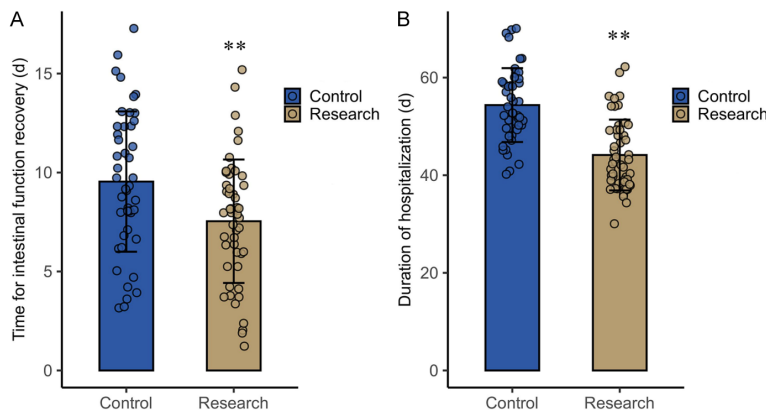 A
Time for intestinal function recovery (d)
15
10
5
0
**
Control
Research
Control
Research
B
Duration of hospitalization (d)
60
40
20
0
**
Control
Research
Control
Research